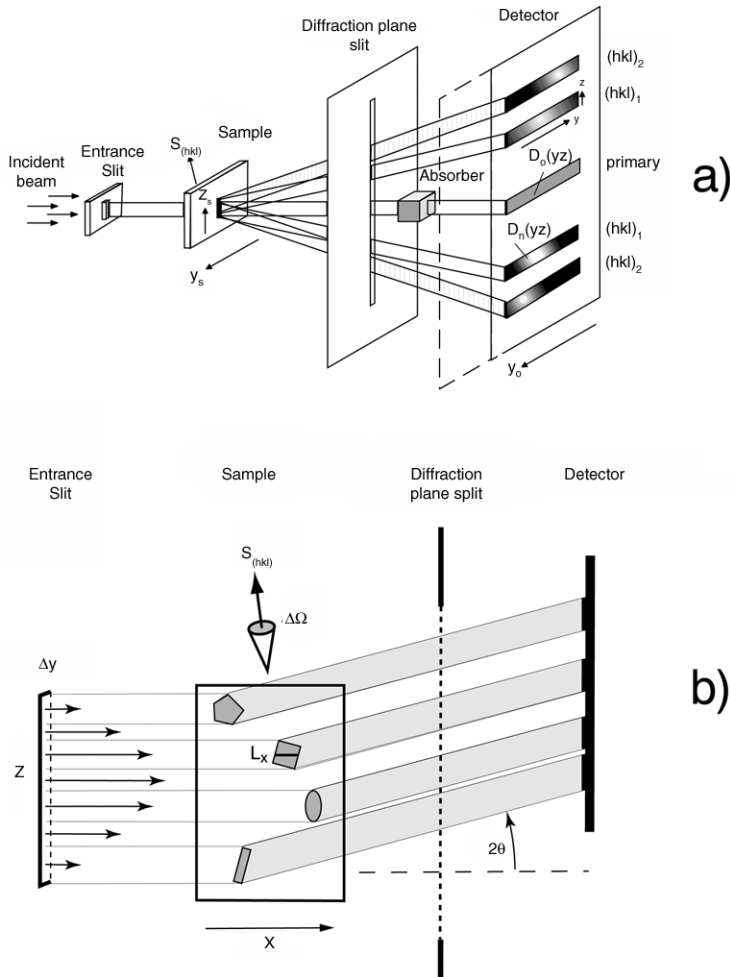 Diffraction plane
slit
Detector
(hkl)2
z
(hkl)1
y
S(hkl)
Sample
Entrance
Slit
Incident
beam
Absorber
Do(yz)
primary
a)
Zs
ys
Dn(yz)
(hkl)1
(hkl)2
yo
Entrance
Slit
Sample
Diffraction
plane split
Detector
S(hkl)
ΔΩ
Δy
b)
Lx
Z
2θ
X